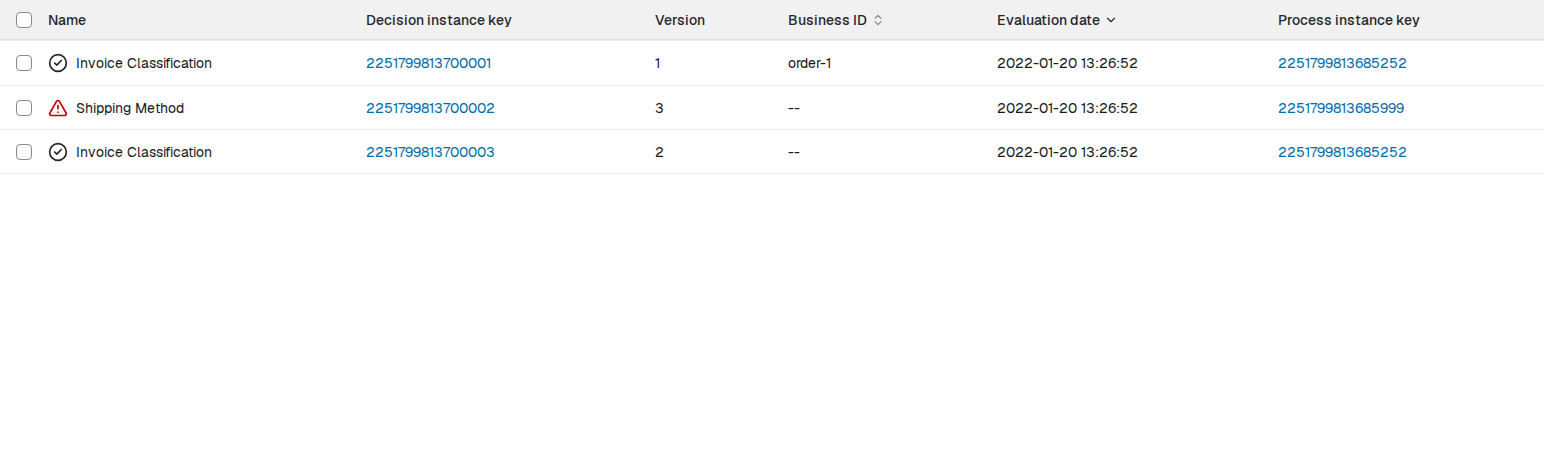 Name Decision instance key Version Business ID Evaluation date Process instance key
Invoice Classification 2251799813700001 1 order-1 2022-01-20 13:26:52 2251799813685252
Shipping Method 2251799813700002 3 -- 2022-01-20 13:26:52 2251799813685999
Invoice Classification 2251799813700003 2 -- 2022-01-20 13:26:52 2251799813685252